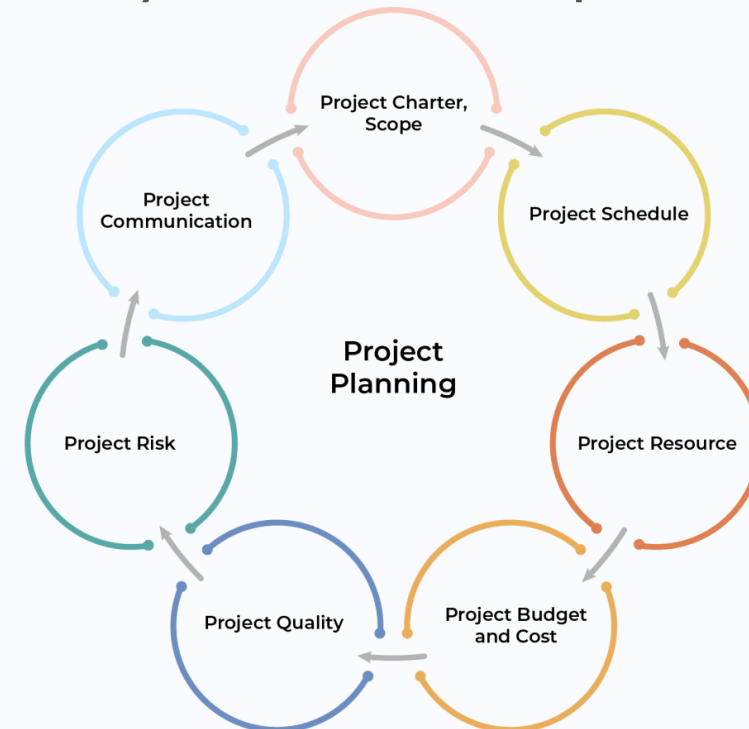 Project Charter,
Scope
Project Schedule
Project Resource
Project Budget
and Cost
Project Quality
Project Risk
Project
Communication
Project
Planning